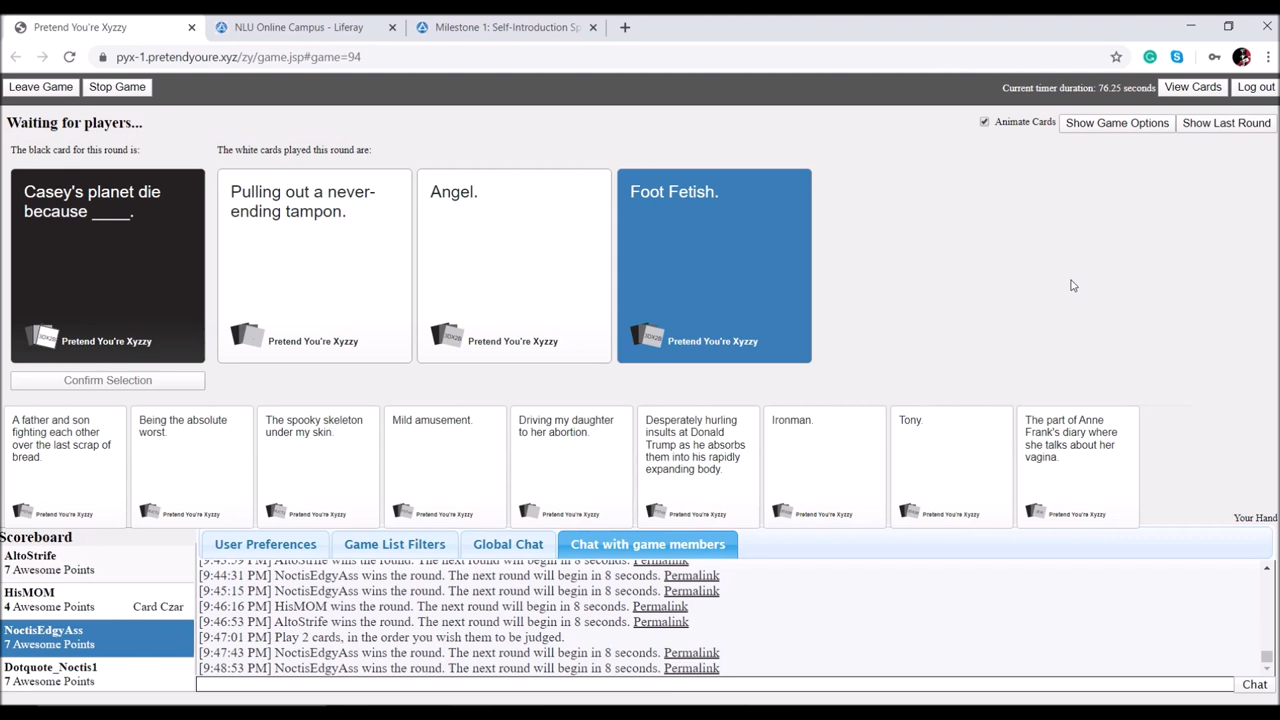 Pretend You're Xyzzy
NLU Online Campus - Liferay
Milestone 1: Self-Introduction Sp
pyx-1.pretendyoure.xyz/zy/game.jsp#game=94
Leave Game
Stop Game
Current timer duration: 76.25 seconds
View Cards
Log out
Waiting for players...
Animate Cards
Show Game Options
Show Last Round
The black card for this round is:
The white cards played this round are:
Casey's planet die
because ____.
Pretend You're Xyzzy
Pulling out a never-
ending tampon.
Pretend You're Xyzzy
Angel.
Pretend You're Xyzzy
Foot Fetish.
Pretend You're Xyzzy
Confirm Selection
A father and son
fighting each other
over the last scrap of
bread.
Pretend You're Xyzzy
Being the absolute
worst.
Pretend You're Xyzzy
The spooky skeleton
under my skin.
Pretend You're Xyzzy
Mild amusement.
Pretend You're Xyzzy
Driving my daughter
to her abortion.
Pretend You're Xyzzy
Desperately hurling
insults at Donald
Trump as he absorbs
them into his rapidly
expanding body.
Pretend You're Xyzzy
Ironman.
Pretend You're Xyzzy
Tony.
Pretend You're Xyzzy
The part of Anne
Frank's diary where
she talks about her
vagina.
Pretend You're Xyzzy
Your Hand
Scoreboard
AltoStrife
7 Awesome Points
HisMOM
4 Awesome Points Card Czar
NoctisEdgyAss
7 Awesome Points
Dotquote_Noctis1
7 Awesome Points
User Preferences
Game List Filters
Global Chat
Chat with game members
[9:43:59 PM] AltoStrife wins the round. The next round will begin in 8 seconds. Permalink
[9:44:31 PM] NoctisEdgyAss wins the round. The next round will begin in 8 seconds. Permalink
[9:45:15 PM] NoctisEdgyAss wins the round. The next round will begin in 8 seconds. Permalink
[9:46:16 PM] HisMOM wins the round. The next round will begin in 8 seconds. Permalink
[9:46:53 PM] AltoStrife wins the round. The next round will begin in 8 seconds. Permalink
[9:47:01 PM] Play 2 cards, in the order you wish them to be judged.
[9:47:43 PM] NoctisEdgyAss wins the round. The next round will begin in 8 seconds. Permalink
[9:48:53 PM] NoctisEdgyAss wins the round. The next round will begin in 8 seconds. Permalink
Chat